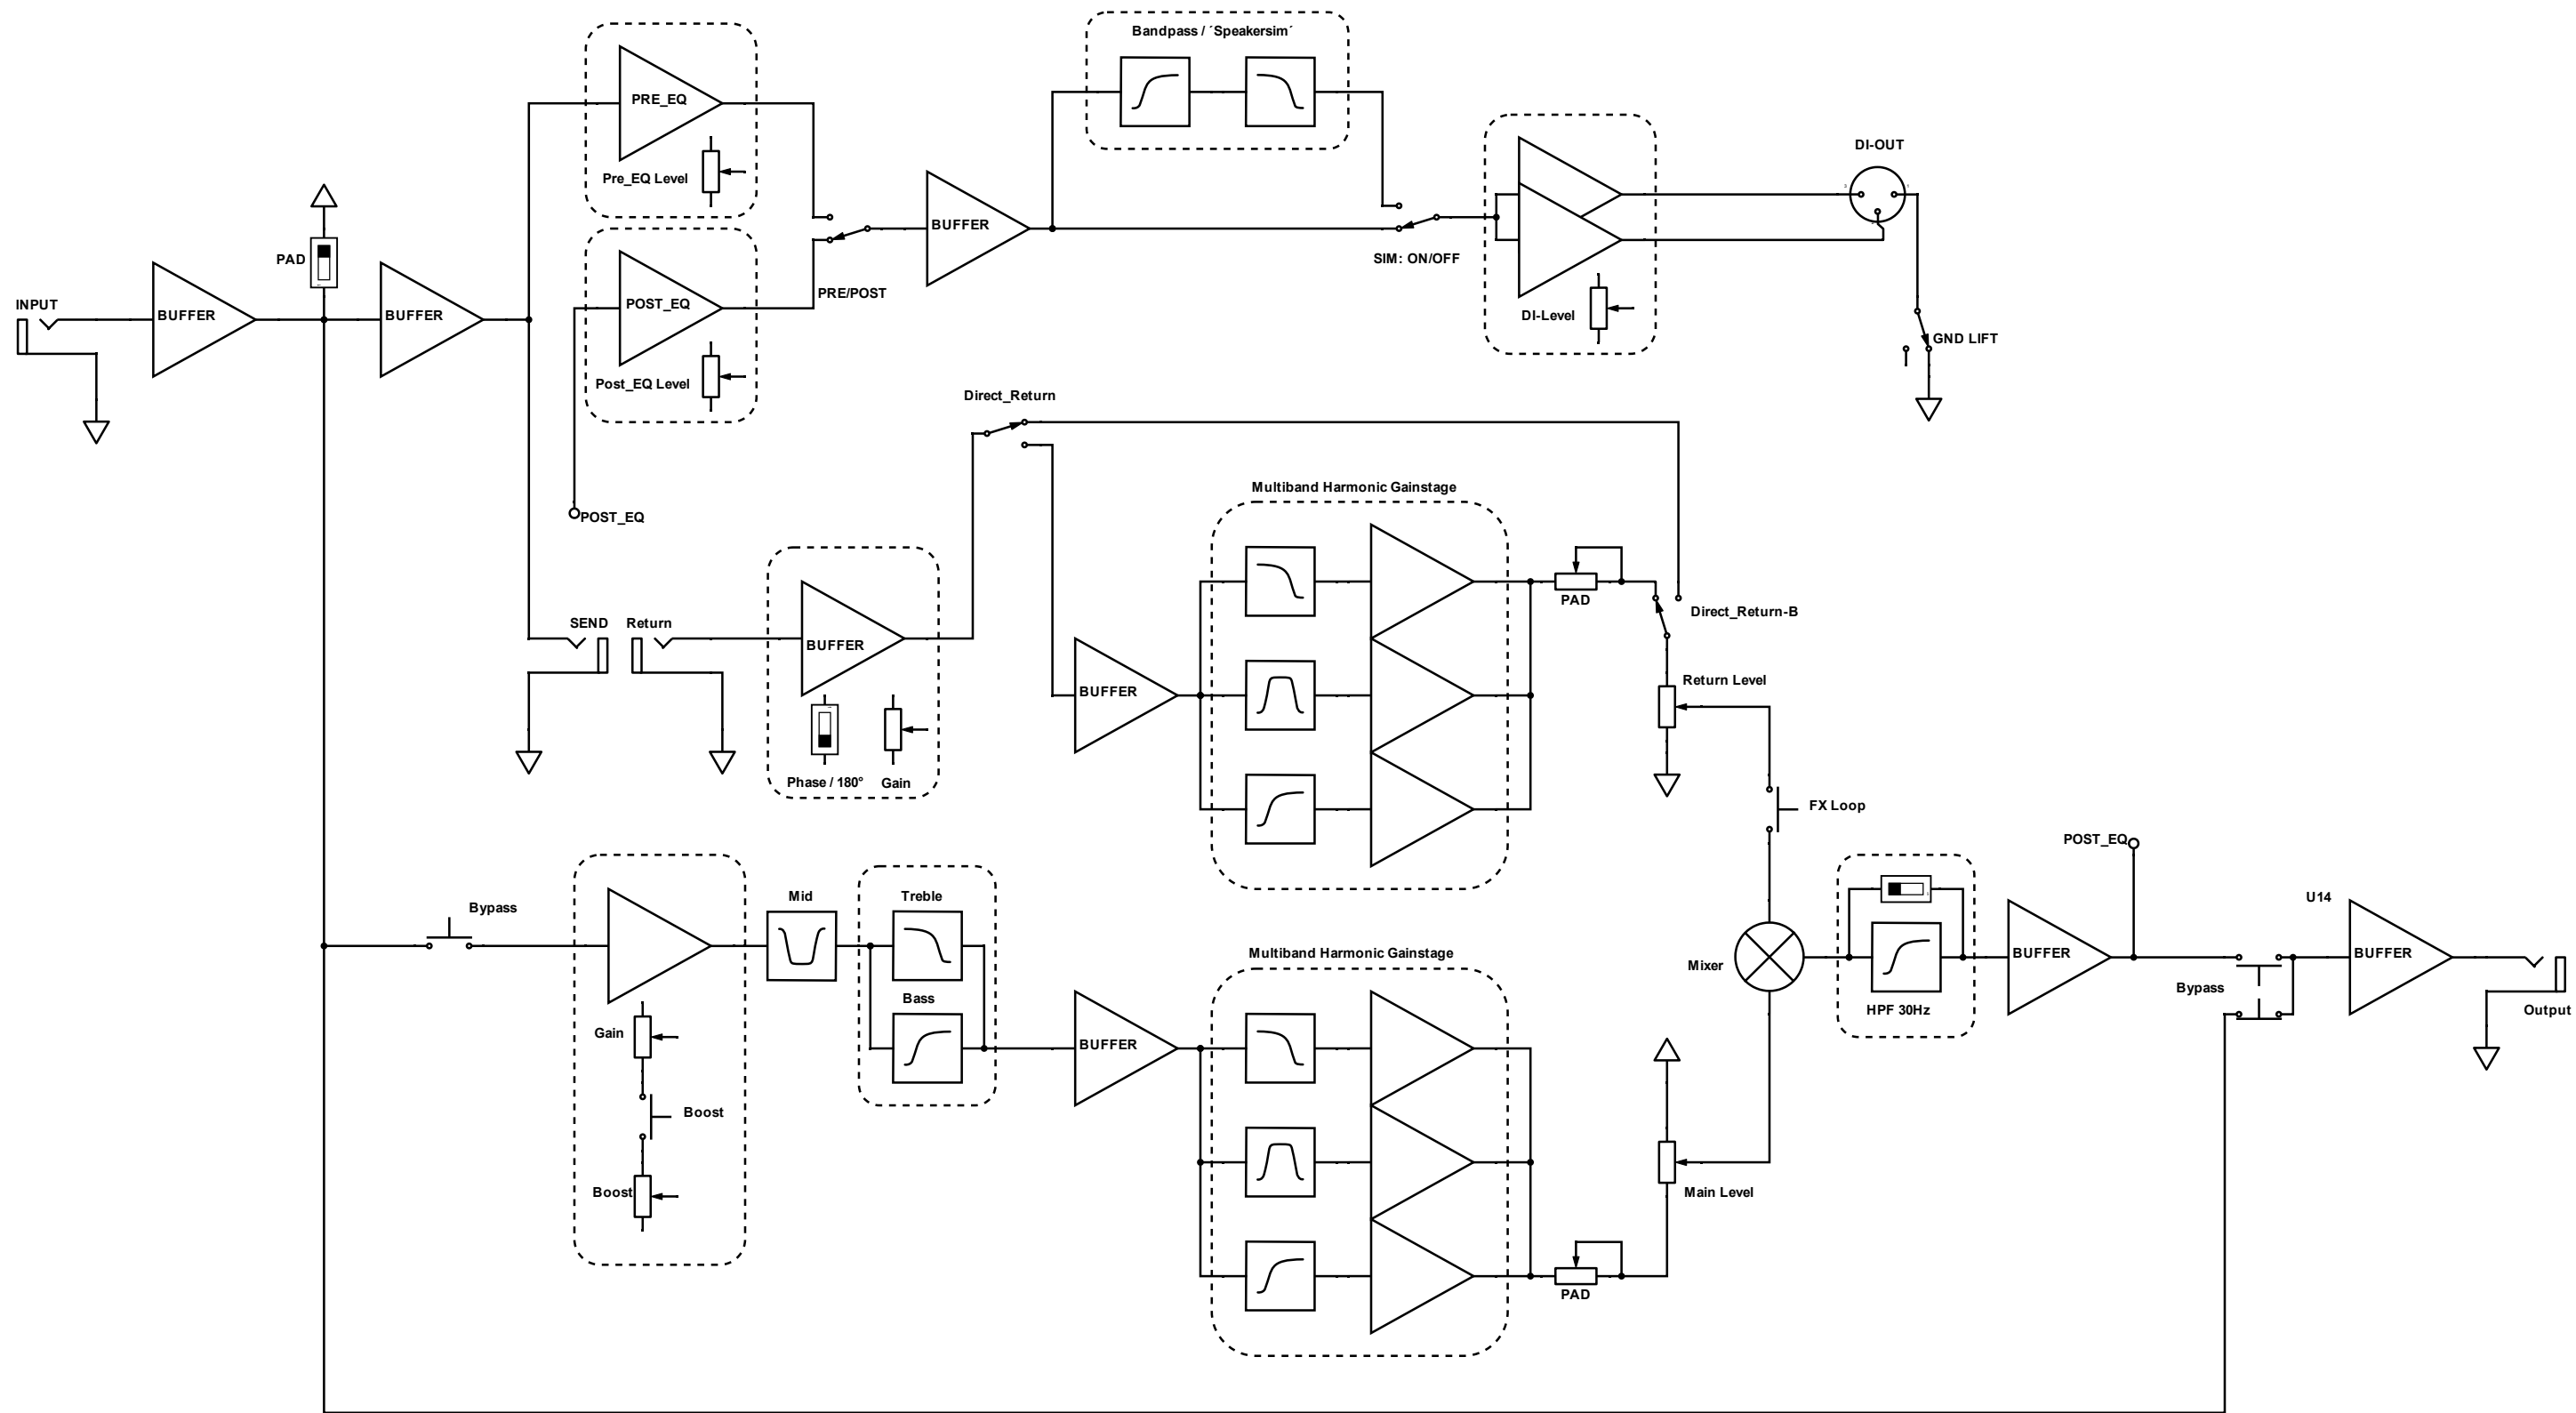 Bandpass / ´Speakersim´
PRE_EQ
Pre_EQ Level
DI-OUT
BUFFER
SIM: ON/OFF
PAD
INPUT
BUFFER
BUFFER
POST_EQ
PRE/POST
Post_EQ Level
DI-Level
GND LIFT
Direct_Return
POST_EQ
Multiband Harmonic Gainstage
PAD
Direct_Return-B
SEND
Return
BUFFER
Phase / 180°
Gain
BUFFER
Return Level
FX Loop
POST_EQ
Bypass
Mid
Treble
Bass
Gain
Boost
Boost
BUFFER
Multiband Harmonic Gainstage
PAD
Main Level
Mixer
HPF 30Hz
BUFFER
Bypass
U14
BUFFER
Output